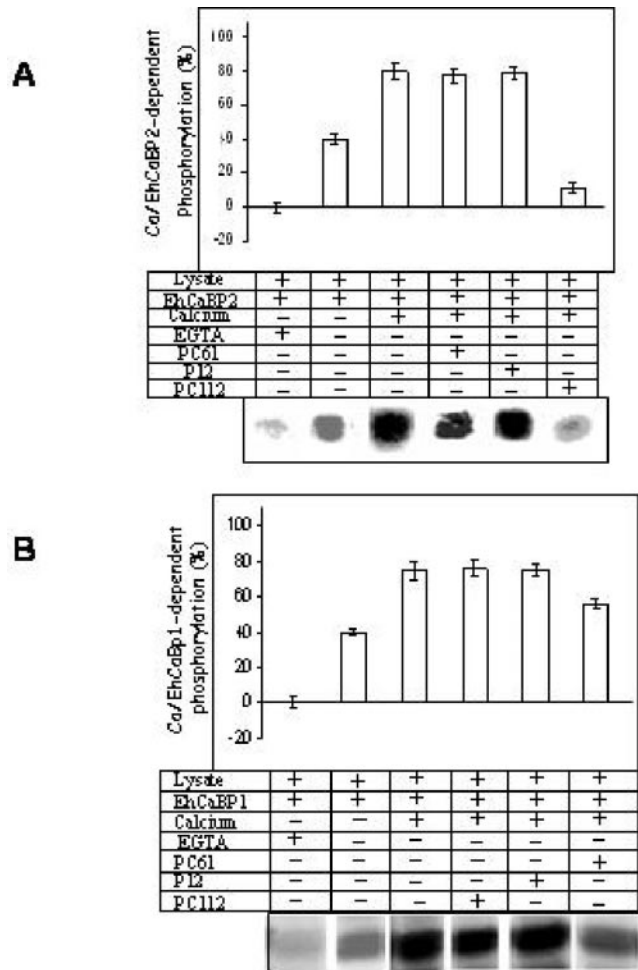 A
Ca/EhCaBP2-dependent
Phosphorylation (%)
100
80
60
40
20
0
-20
Lysate + + + + + +
EhCaBP2 + + + + + +
Calcium – – + + + +
EGTA + – – – – –
PC61 – – – + – –
P12 – – – – + –
PC112 – – – – – +
B
Ca/EhCaBp1-dependent
phosphorylation (%)
100
80
60
40
20
0
-20
Lysate + + + + + +
EhCaBP1 + + + + + +
Calcium – – + + + +
EGTA + – – – – –
PC61 – – – – – +
P12 – – – – + –
PC112 – – – + – –